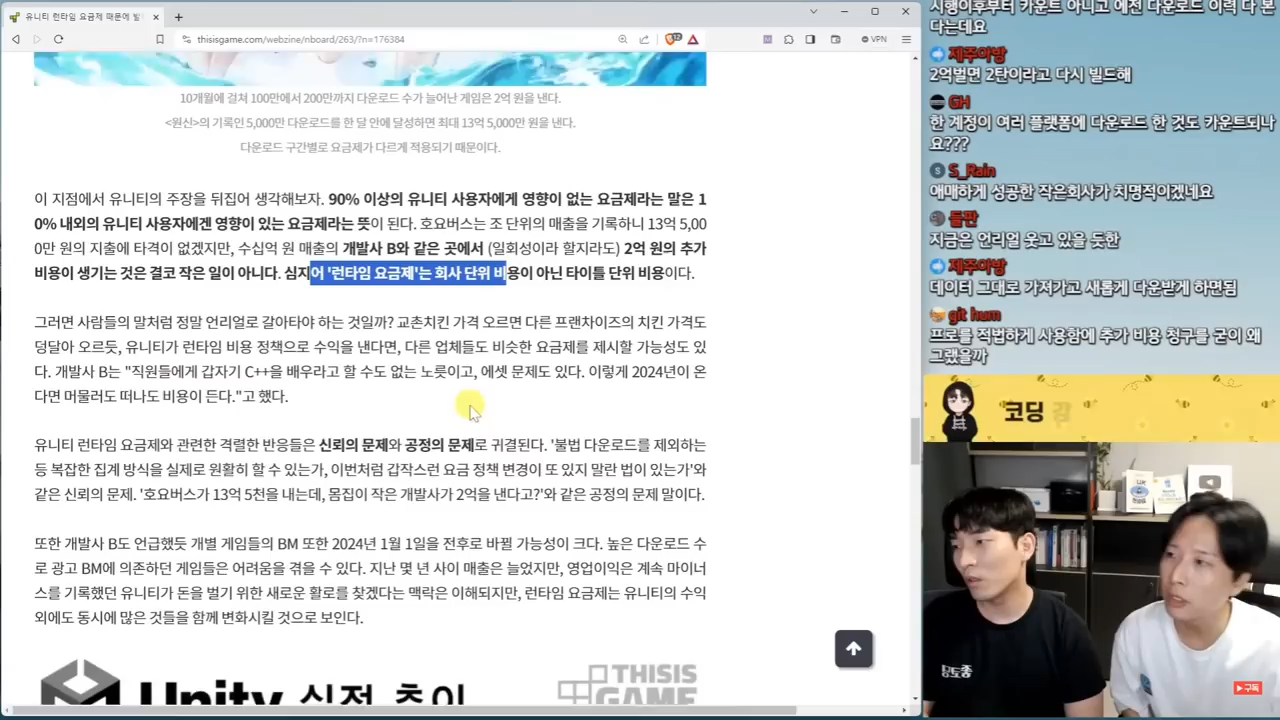 유니티 런타임 요금제 때문에 빌
thisisgame.com/webzine/nboard/263/?n=176384
12
VPN
10개월에 걸쳐 100만에서 200만까지 다운로드 수가 늘어난 게임은 2억 원을 낸다.
<원신>의 기록인 5,000만 다운로드를 한 달 안에 달성하면 최대 13억 5,000만 원을 낸다.
다운로드 구간별로 요금제가 다르게 적용되기 때문이다.
이 지점에서 유니티의 주장을 뒤집어 생각해보자. 90% 이상의 유니티 사용자에게 영향이 없는 요금제라는 말은 1
0% 내외의 유니티 사용자에겐 영향이 있는 요금제라는 뜻이 된다. 호요버스는 조 단위의 매출을 기록하니 13억 5,00
0만 원의 지출에 타격이 없겠지만, 수십억 원 매출의 개발사 B와 같은 곳에서 (일회성이라 할지라도) 2억 원의 추가
비용이 생기는 것은 결코 작은 일이 아니다. 심지어 '런타임 요금제'는 회사 단위 비용이 아닌 타이틀 단위 비용이다.
그러면 사람들의 말처럼 정말 언리얼로 갈아타야 하는 것일까? 교촌치킨 가격 오르면 다른 프랜차이즈의 치킨 가격도
덩달아 오르듯, 유니티가 런타임 비용 정책으로 수익을 낸다면, 다른 업체들도 비슷한 요금제를 제시할 가능성도 있
다. 개발사 B는 "직원들에게 갑자기 C++을 배우라고 할 수도 없는 노릇이고, 에셋 문제도 있다. 이렇게 2024년이 온
다면 머물러도 떠나도 비용이 든다."고 했다.
유니티 런타임 요금제와 관련한 격렬한 반응들은 신뢰의 문제와 공정의 문제로 귀결된다. '불법 다운로드를 제외하는
등 복잡한 집계 방식을 실제로 원활히 할 수 있는가, 이번처럼 갑작스런 요금 정책 변경이 또 있지 말란 법이 있는가'와
같은 신뢰의 문제. '호요버스가 13억 5천을 내는데, 몸집이 작은 개발사가 2억을 낸다고?'와 같은 공정의 문제 말이다.
또한 개발사 B도 언급했듯 개별 게임들의 BM 또한 2024년 1월 1일을 전후로 바뀔 가능성이 크다. 높은 다운로드 수
로 광고 BM에 의존하던 게임들은 어려움을 겪을 수 있다. 지난 몇 년 사이 매출은 늘었지만, 영업이익은 계속 마이너
스를 기록했던 유니티가 돈을 벌기 위한 새로운 활로를 찾겠다는 맥락은 이해되지만, 런타임 요금제는 유니티의 수익
외에도 동시에 많은 것들을 함께 변화시킬 것으로 보인다.
Unity 실적 추이
THISIS
GAME
시행이후부터 카운트 아니고 예전 다운로드 이력 다 본
다는데요
제주아방
2억벌면 2탄이라고 다시 빌드해
GH
한 계정이 여러 플랫폼에 다운로드 한 것도 카운트되나
요???
S_Rain
애매하게 성공한 작은회사가 치명적이겠네요
들판
지금은 언리얼 웃고 있을 듯한
제주아방
데이터 그대로 가져가고 새롭게 다운받게 하면됨
git hum
프로를 적법하게 사용함에 추가 비용 청구를 굳이 왜
그랬을까
코딩
구독